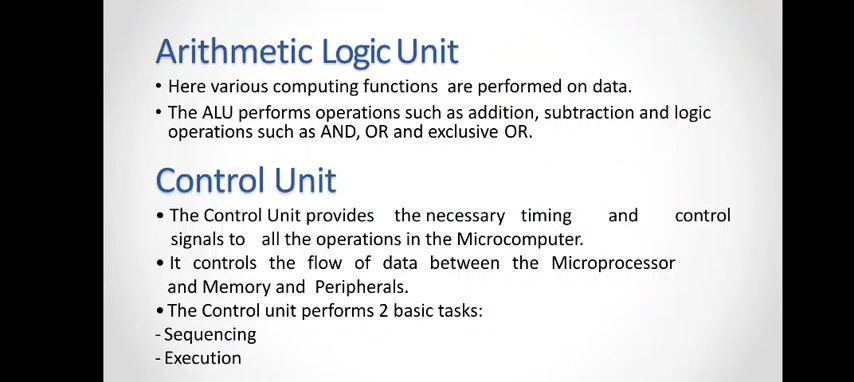 Arithmetic Logic Unit
• Here various computing functions are performed on data.
• The ALU performs operations such as addition, subtraction and logic
operations such as AND, OR and exclusive OR.
Control Unit
• The Control Unit provides the necessary timing and control
signals to all the operations in the Microcomputer.
• It controls the flow of data between the Microprocessor
and Memory and Peripherals.
• The Control unit performs 2 basic tasks:
- Sequencing
- Execution